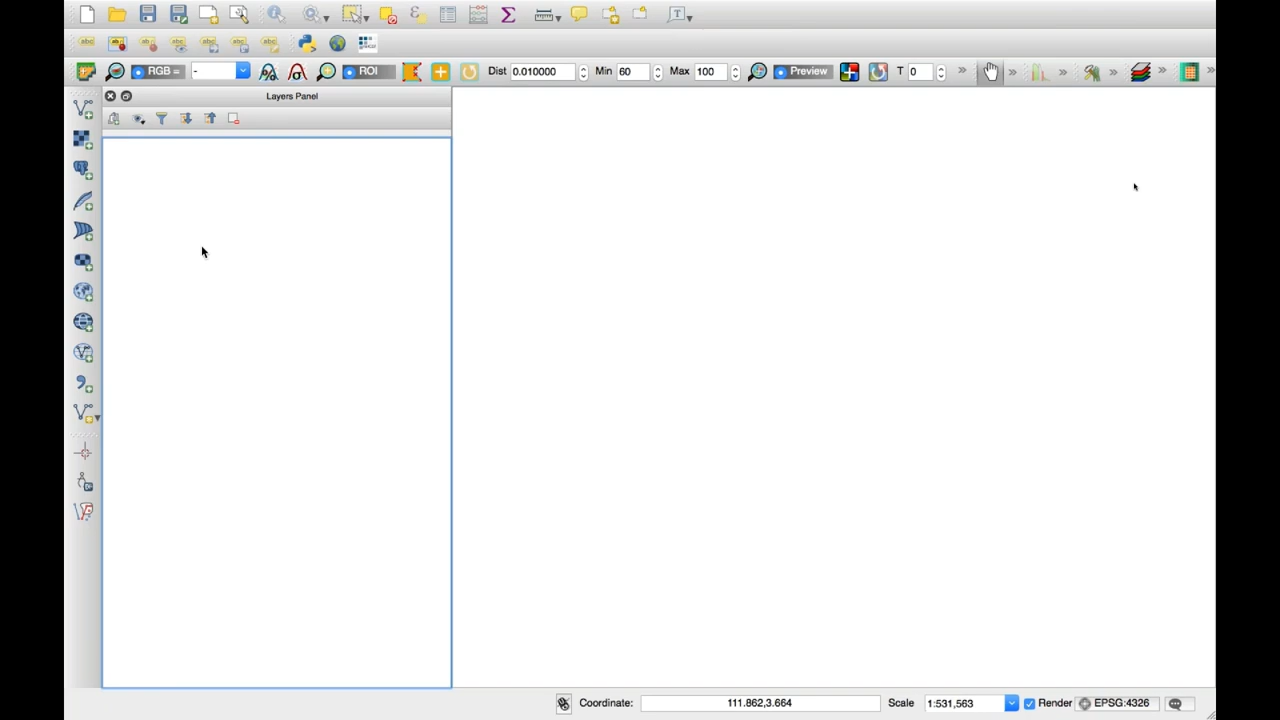 RGB = - ROI Dist 0.010000 Min 60 Max 100 Preview T 0
Layers Panel
Coordinate: 111.862,3.664 Scale 1:531,563 Render EPSG:4326